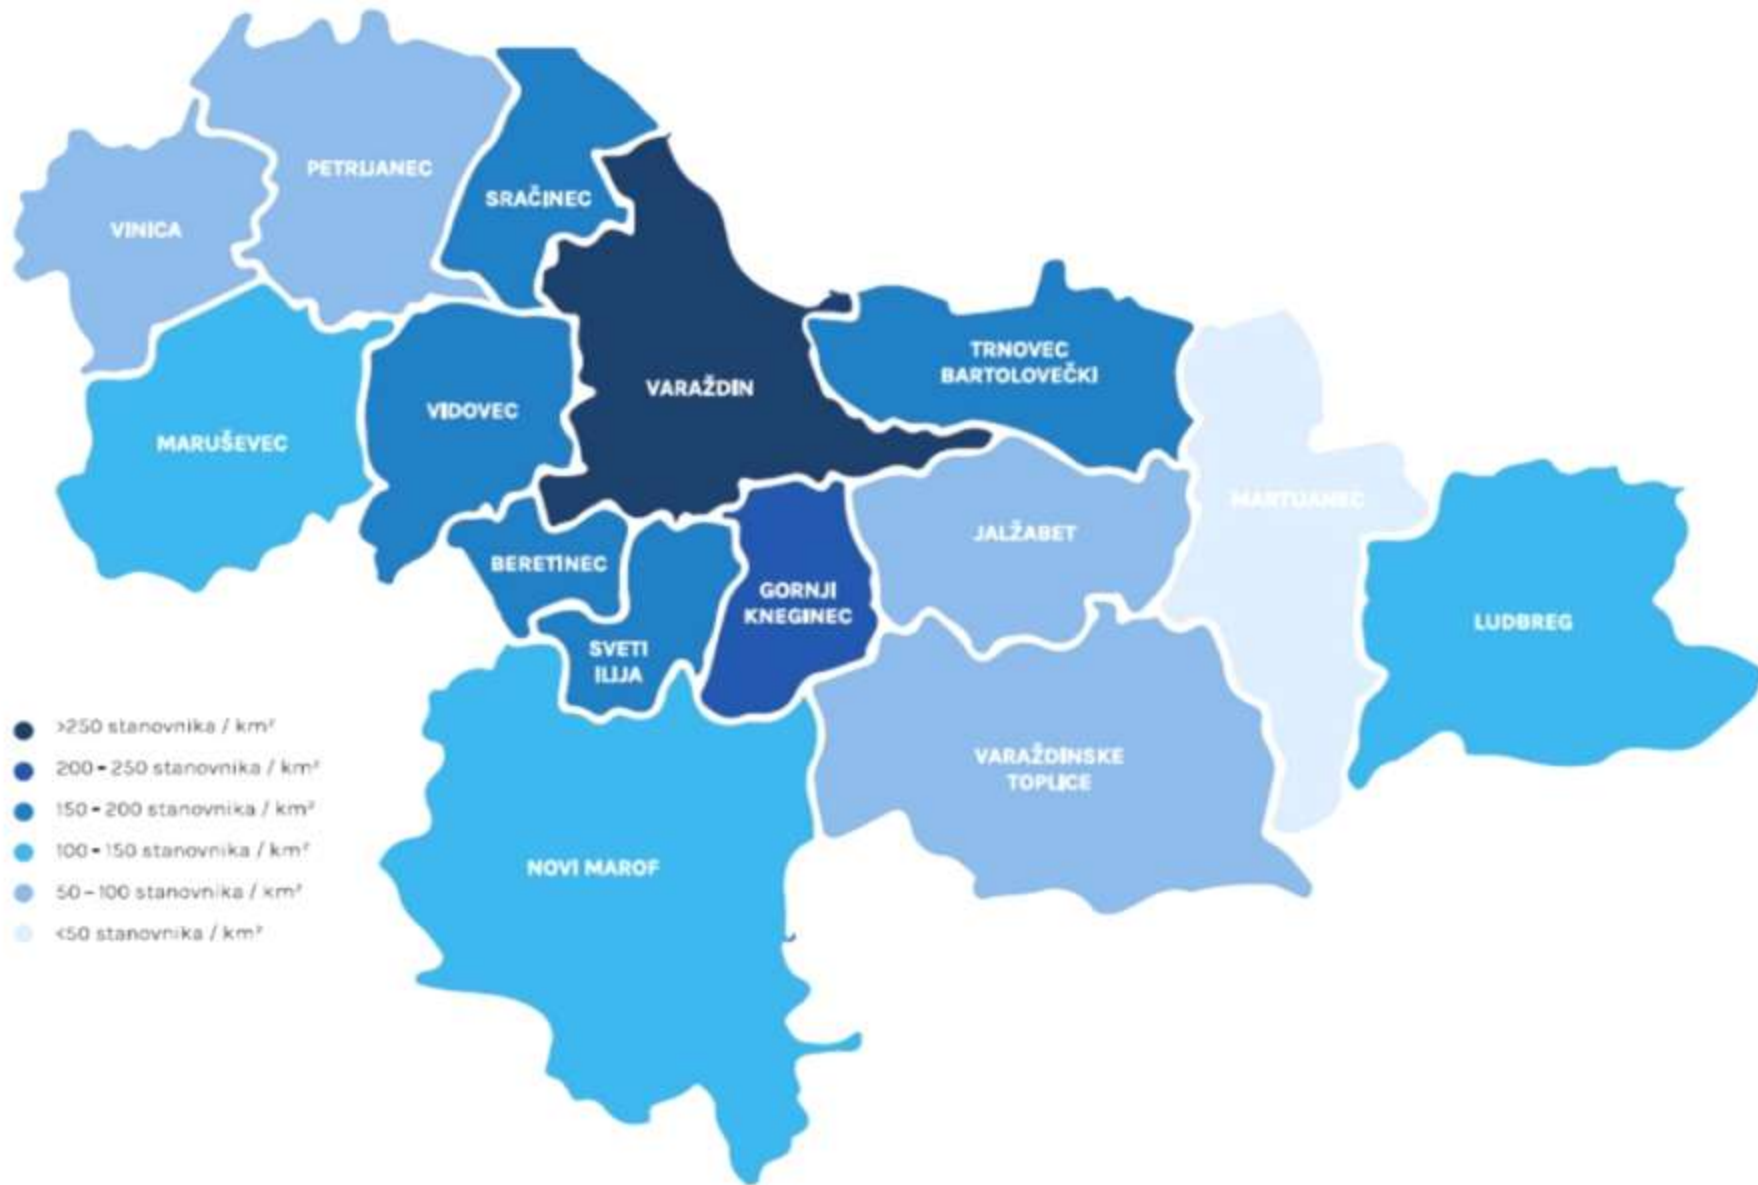 PETRIJANEC
SRAČINEC
VINICA
TRNOVEC
BARTOLOVEČKI
VARAŽDIN
VIDOVEC
MARUŠEVEC
MARTIJANEC
JALŽABET
BERETINEC
GORNJI
KNEGINEC
LUDBREG
SVETI
ILIJA
VARAŽDINSKE
TOPLICE
NOVI MAROF
>250 stanovnika / km²
200 - 250 stanovnika / km²
150 - 200 stanovnika / km²
100 - 150 stanovnika / km²
50 – 100 stanovnika / km²
<50 stanovnika / km²